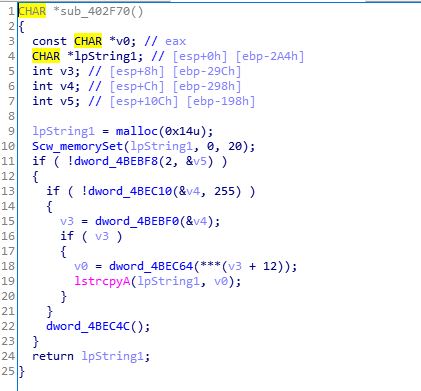 1 CHAR *sub_402F70()
2 {
3 const CHAR *v0; // eax
4 CHAR *lpString1; // [esp+0h] [ebp-2A4h]
5 int v3; // [esp+8h] [ebp-29Ch]
6 int v4; // [esp+Ch] [ebp-298h]
7 int v5; // [esp+10Ch] [ebp-198h]
8
9 lpString1 = malloc(0x14u);
10 Scw_memorySet(lpString1, 0, 20);
11 if ( !dword_4BEBF8(2, &v5) )
12 {
13 if ( !dword_4BEC10(&v4, 255) )
14 {
15 v3 = dword_4BEBF0(&v4);
16 if ( v3 )
17 {
18 v0 = dword_4BEC64(***(v3 + 12));
19 lstrcpyA(lpString1, v0);
20 }
21 }
22 dword_4BEC4C();
23 }
24 return lpString1;
25 }